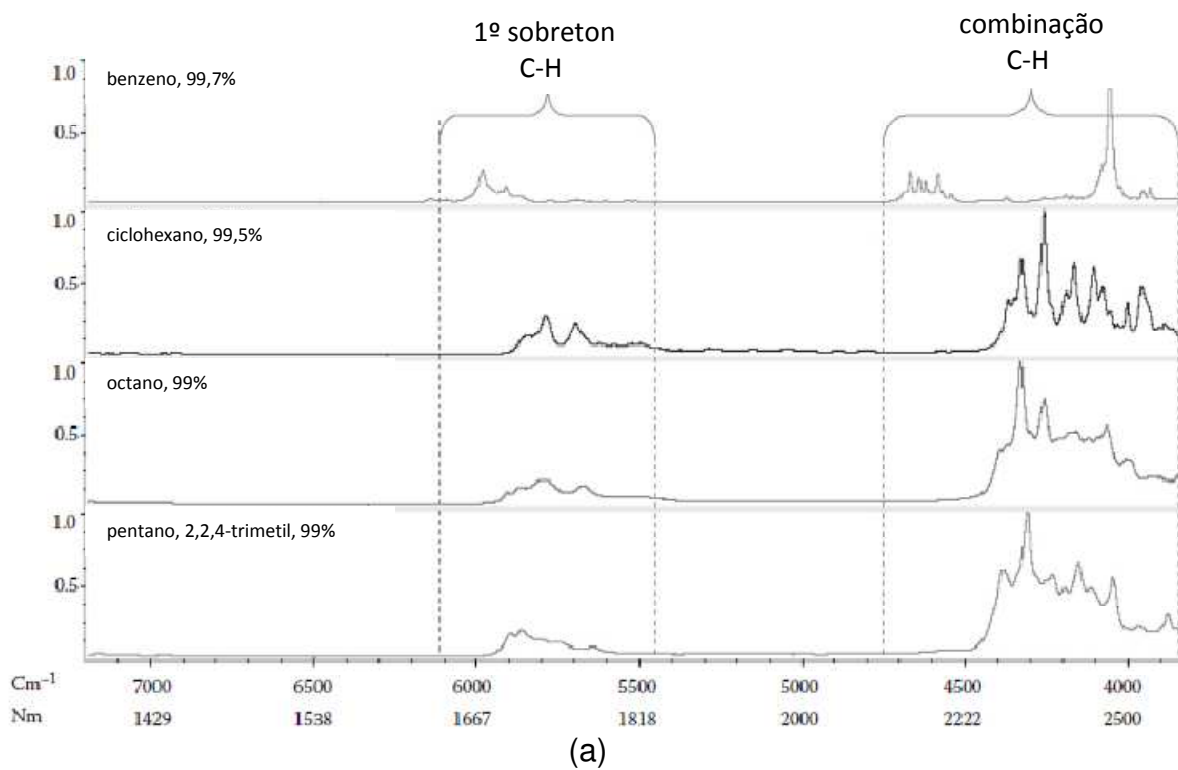 1º sobreton
C-H
combinação
C-H
1.0
0.5
benzeno, 99,7%
1.0
0.5
ciclohexano, 99,5%
1.0
0.5
octano, 99%
1.0
0.5
pentano, 2,2,4-trimetil, 99%
Cm⁻¹ 7000 6500 6000 5500 5000 4500 4000
Nm 1429 1538 1667 1818 2000 2222 2500
(a)